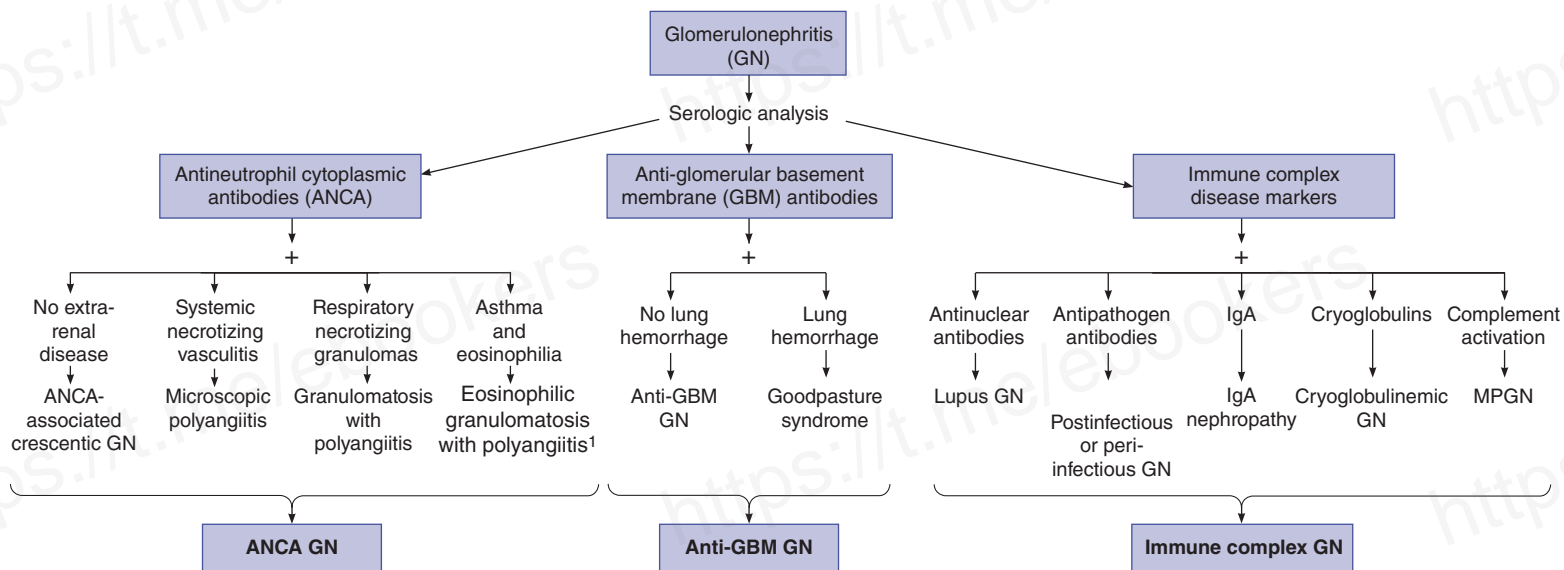 Glomerulonephritis
(GN)
Serologic analysis
Antineutrophil cytoplasmic
antibodies (ANCA)
Anti-glomerular basement
membrane (GBM) antibodies
Immune complex
disease markers
+
+
+
No extra-
renal
disease
Systemic
necrotizing
vasculitis
Respiratory
necrotizing
granulomas
Asthma
and
eosinophilia
No lung
hemorrhage
Lung
hemorrhage
Antinuclear
antibodies
Antipathogen
antibodies
IgA
Cryoglobulins
Complement
activation
ANCA-
associated
crescentic GN
Microscopic
polyangiitis
Granulomatosis
with
polyangiitis
Eosinophilic
granulomatosis
with polyangiitis1
Anti-GBM
GN
Goodpasture
syndrome
Lupus GN
Postinfectious
or peri-
infectious GN
IgA
nephropathy
Cryoglobulinemic
GN
MPGN
ANCA GN
Anti-GBM GN
Immune complex GN
https://t.me/ebookers